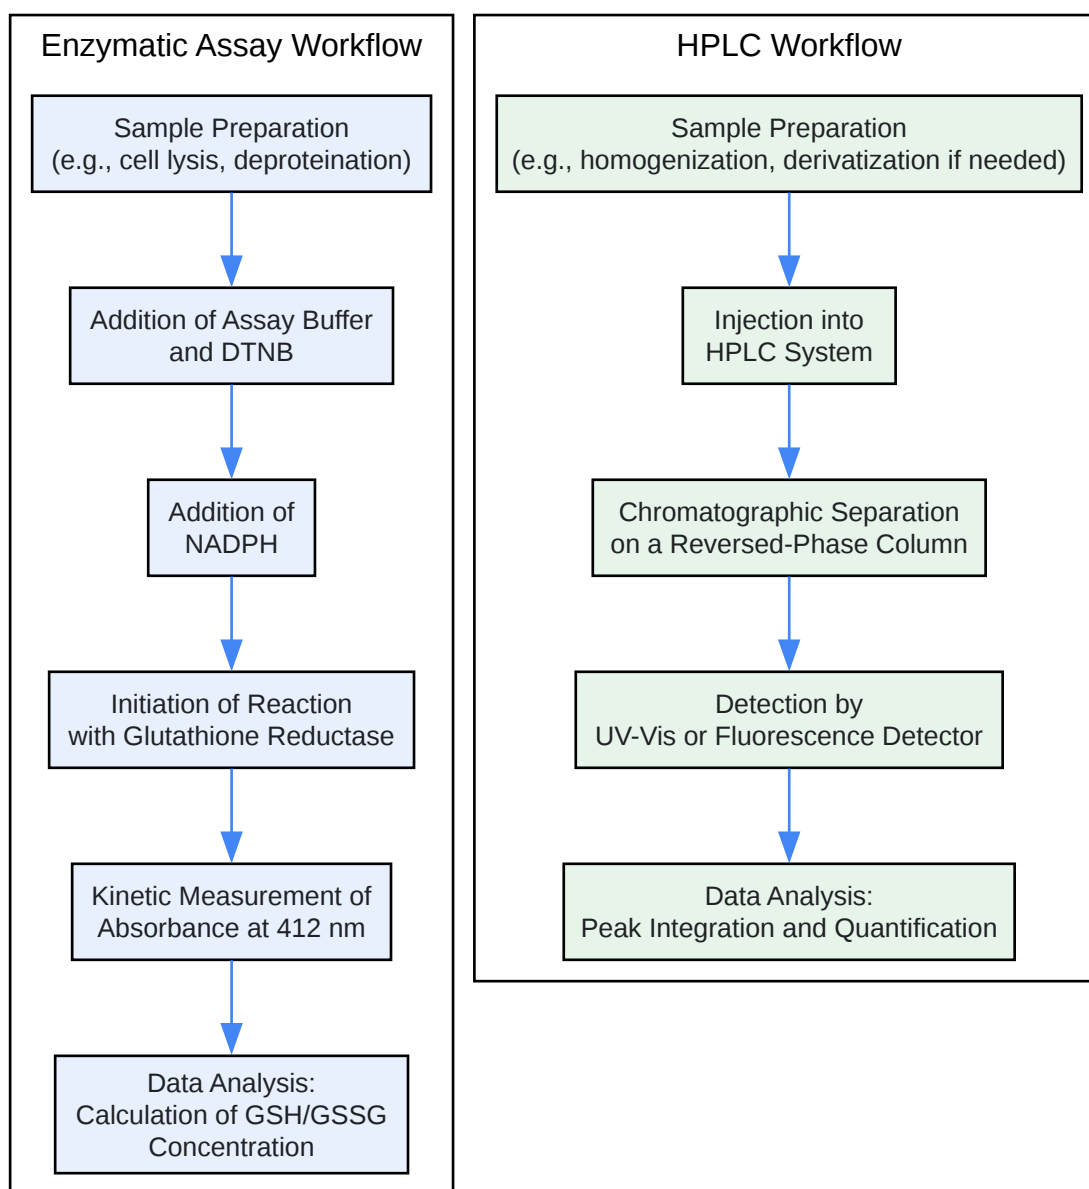 Enzymatic Assay Workflow
Sample Preparation
(e.g., cell lysis, deproteination)
Addition of Assay Buffer
and DTNB
Addition of
NADPH
Initiation of Reaction
with Glutathione Reductase
Kinetic Measurement of
Absorbance at 412 nm
Data Analysis:
Calculation of GSH/GSSG
Concentration
HPLC Workflow
Sample Preparation
(e.g., homogenization, derivatization if needed)
Injection into
HPLC System
Chromatographic Separation
on a Reversed-Phase Column
Detection by
UV-Vis or Fluorescence Detector
Data Analysis:
Peak Integration and Quantification